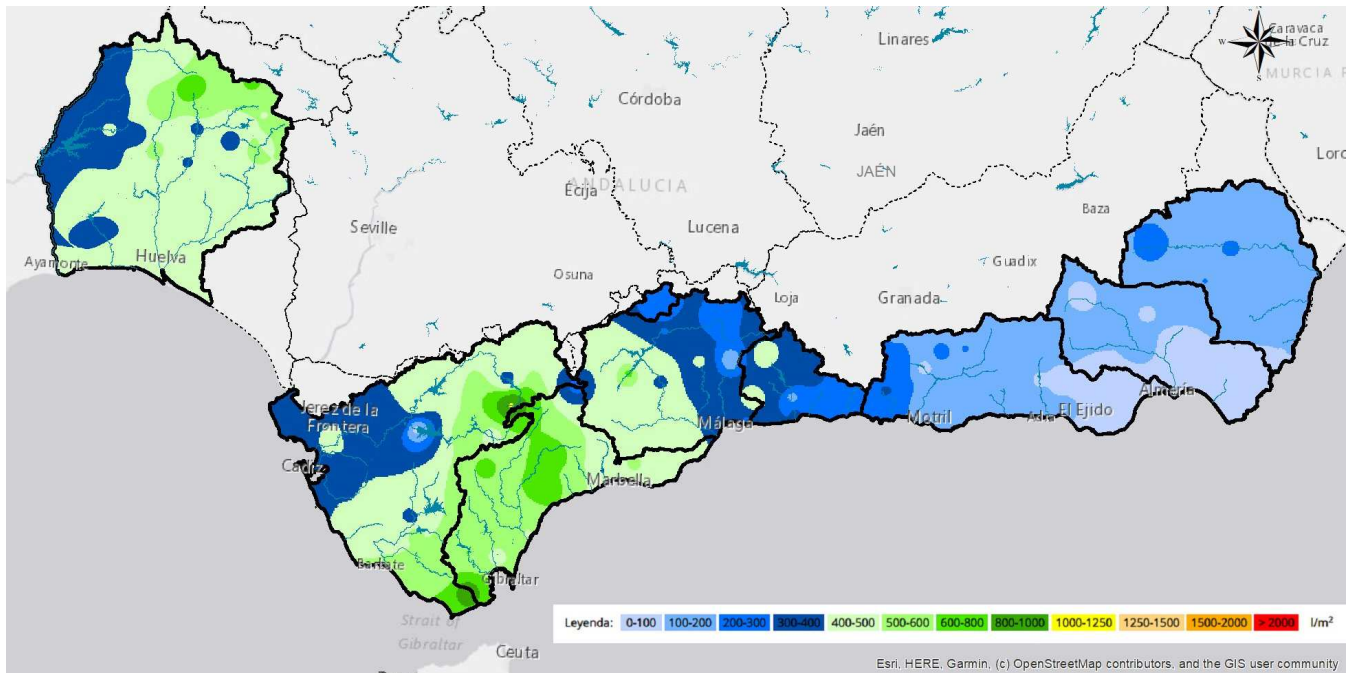 Linares
Caravaca
de la Cruz
W
S
MURCIA
Córdoba
Jaén
JAÉN
Écija
ANDALUCIA
Baza
Seville
Lucena
Huelva
Ayamonte
Osuna
Guadix
Loja
Granada
Jerez de la
Frontera
Almería
Adra
El Ejido
Motril
Málaga
Cadiz
Marbella
Barbate
Gibraltar
Strait of
Gibraltar
Ceuta
Leyenda: 0-100 100-200 200-300 300-400 400-500 500-600 600-800 800-1000 1000-1250 1250-1500 1500-2000 > 2000 l/m²
Esri, HERE, Garmin, (c) OpenStreetMap contributors, and the GIS user community